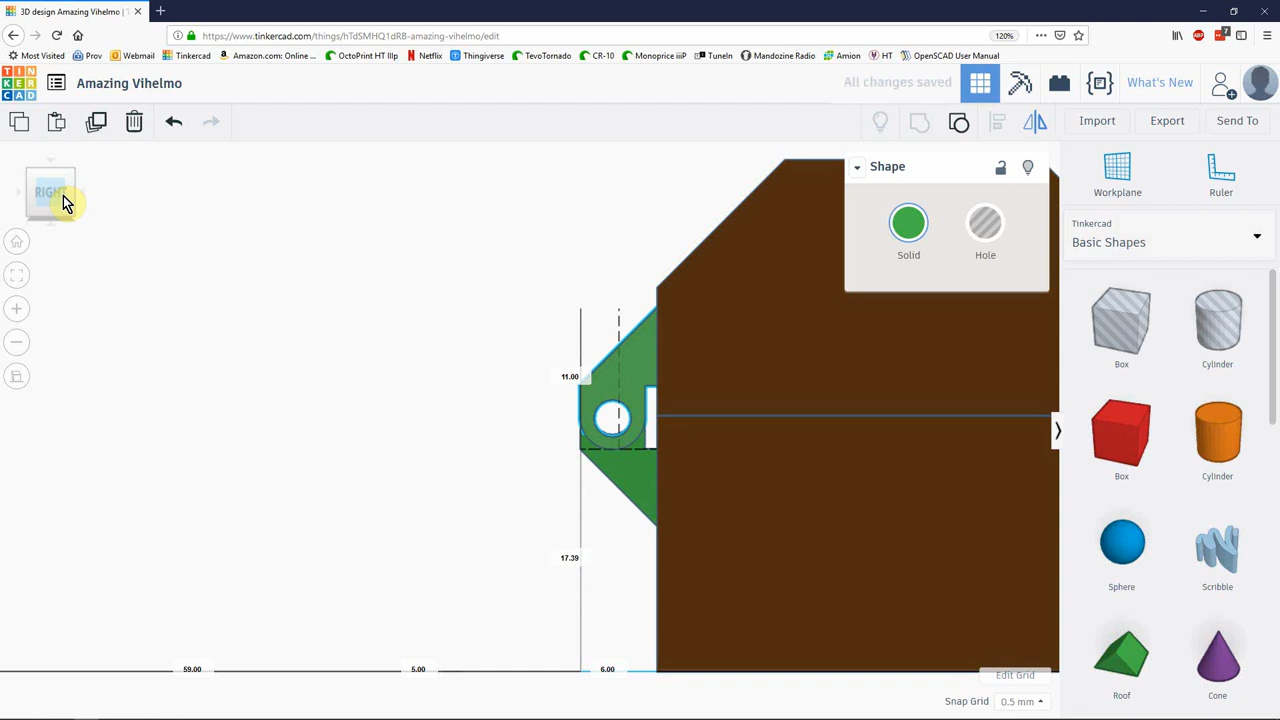 3D design Amazing Vihelmo | T
https://www.tinkercad.com/things/hTdSMHQ1dRB-amazing-vihelmo/edit
120%
7
Most Visited Prov Webmail Tinkercad Amazon.com: Online ... OctoPrint HT IIIp Netflix Thingiverse TevoTornado CR-10 Monoprice iiiP TuneIn Mandozine Radio Amion HT OpenSCAD User Manual
TIN
KER
CAD
Amazing Vihelmo
All changes saved
What's New
Import
Export
Send To
RIGHT
Shape
Solid
Hole
Workplane
Ruler
Tinkercad
Basic Shapes
Box
Cylinder
Box
Cylinder
Sphere
Scribble
Roof
Cone
11.00
17.39
59.00
5.00
6.00
Edit Grid
Snap Grid 0.5 mm